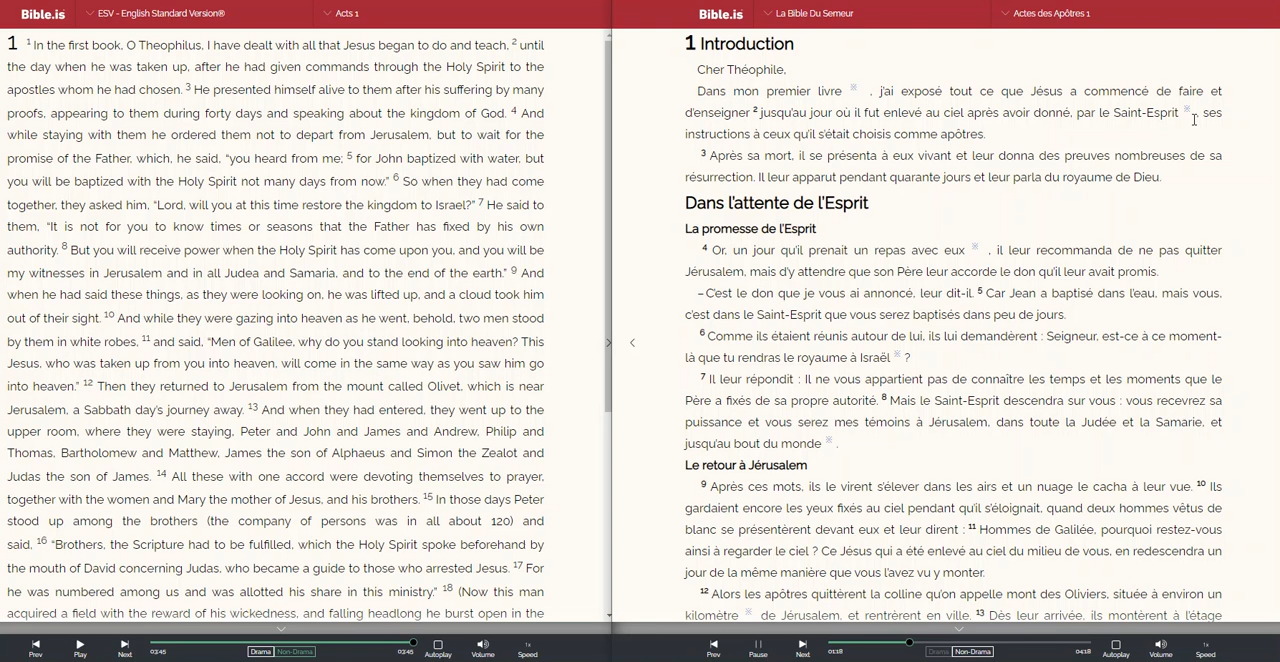 Bible.is ESV - English Standard Version® Acts 1
1 1 In the first book, O Theophilus, I have dealt with all that Jesus began to do and teach, 2 until
the day when he was taken up, after he had given commands through the Holy Spirit to the
apostles whom he had chosen. 3 He presented himself alive to them after his suffering by many
proofs, appearing to them during forty days and speaking about the kingdom of God. 4 And
while staying with them he ordered them not to depart from Jerusalem, but to wait for the
promise of the Father, which, he said, “you heard from me; 5 for John baptized with water, but
you will be baptized with the Holy Spirit not many days from now.” 6 So when they had come
together, they asked him, “Lord, will you at this time restore the kingdom to Israel?” 7 He said to
them, “It is not for you to know times or seasons that the Father has fixed by his own
authority. 8 But you will receive power when the Holy Spirit has come upon you, and you will be
my witnesses in Jerusalem and in all Judea and Samaria, and to the end of the earth.” 9 And
when he had said these things, as they were looking on, he was lifted up, and a cloud took him
out of their sight. 10 And while they were gazing into heaven as he went, behold, two men stood
by them in white robes, 11 and said, “Men of Galilee, why do you stand looking into heaven? This
Jesus, who was taken up from you into heaven, will come in the same way as you saw him go
into heaven.” 12 Then they returned to Jerusalem from the mount called Olivet, which is near
Jerusalem, a Sabbath day’s journey away. 13 And when they had entered, they went up to the
upper room, where they were staying, Peter and John and James and Andrew, Philip and
Thomas, Bartholomew and Matthew, James the son of Alphaeus and Simon the Zealot and
Judas the son of James. 14 All these with one accord were devoting themselves to prayer,
together with the women and Mary the mother of Jesus, and his brothers. 15 In those days Peter
stood up among the brothers (the company of persons was in all about 120) and
said, 16 “Brothers, the Scripture had to be fulfilled, which the Holy Spirit spoke beforehand by
the mouth of David concerning Judas, who became a guide to those who arrested Jesus. 17 For
he was numbered among us and was allotted his share in this ministry.” 18 (Now this man
acquired a field with the reward of his wickedness, and falling headlong he burst open in the
Prev Play Next 03:46 Drama Non-Drama 03:45 Autoplay Volume 1x Speed
Bible.is La Bible Du Semeur Actes des Apôtres 1
1 Introduction
Cher Théophile,
Dans mon premier livre ※ , j’ai exposé tout ce que Jésus a commencé de faire et
d’enseigner 2 jusqu’au jour où il fut enlevé au ciel après avoir donné, par le Saint-Esprit ※ , ses
instructions à ceux qu’il s’était choisis comme apôtres.
3 Après sa mort, il se présenta à eux vivant et leur donna des preuves nombreuses de sa
résurrection. Il leur apparut pendant quarante jours et leur parla du royaume de Dieu.
Dans l’attente de l’Esprit
La promesse de l’Esprit
4 Or, un jour qu’il prenait un repas avec eux ※ , il leur recommanda de ne pas quitter
Jérusalem, mais d’y attendre que son Père leur accorde le don qu’il leur avait promis.
– C’est le don que je vous ai annoncé, leur dit-il. 5 Car Jean a baptisé dans l’eau, mais vous,
c’est dans le Saint-Esprit que vous serez baptisés dans peu de jours.
6 Comme ils étaient réunis autour de lui, ils lui demandèrent : Seigneur, est-ce à ce moment-
là que tu rendras le royaume à Israël ※ ?
7 Il leur répondit : Il ne vous appartient pas de connaître les temps et les moments que le
Père a fixés de sa propre autorité. 8 Mais le Saint-Esprit descendra sur vous : vous recevrez sa
puissance et vous serez mes témoins à Jérusalem, dans toute la Judée et la Samarie, et
jusqu’au bout du monde ※ .
Le retour à Jérusalem
9 Après ces mots, ils le virent s’élever dans les airs et un nuage le cacha à leur vue. 10 Ils
gardaient encore les yeux fixés au ciel pendant qu’il s’éloignait, quand deux hommes vêtus de
blanc se présentèrent devant eux et leur dirent : 11 Hommes de Galilée, pourquoi restez-vous
ainsi à regarder le ciel ? Ce Jésus qui a été enlevé au ciel du milieu de vous, en redescendra un
jour de la même manière que vous l’avez vu y monter.
12 Alors les apôtres quittèrent la colline qu’on appelle mont des Oliviers, située à environ un
kilomètre ※ de Jérusalem, et rentrèrent en ville. 13 Dès leur arrivée, ils montèrent à l’étage
Prev Pause Next 01:18 Drama Non-Drama 04:18 Autoplay Volume 1x Speed